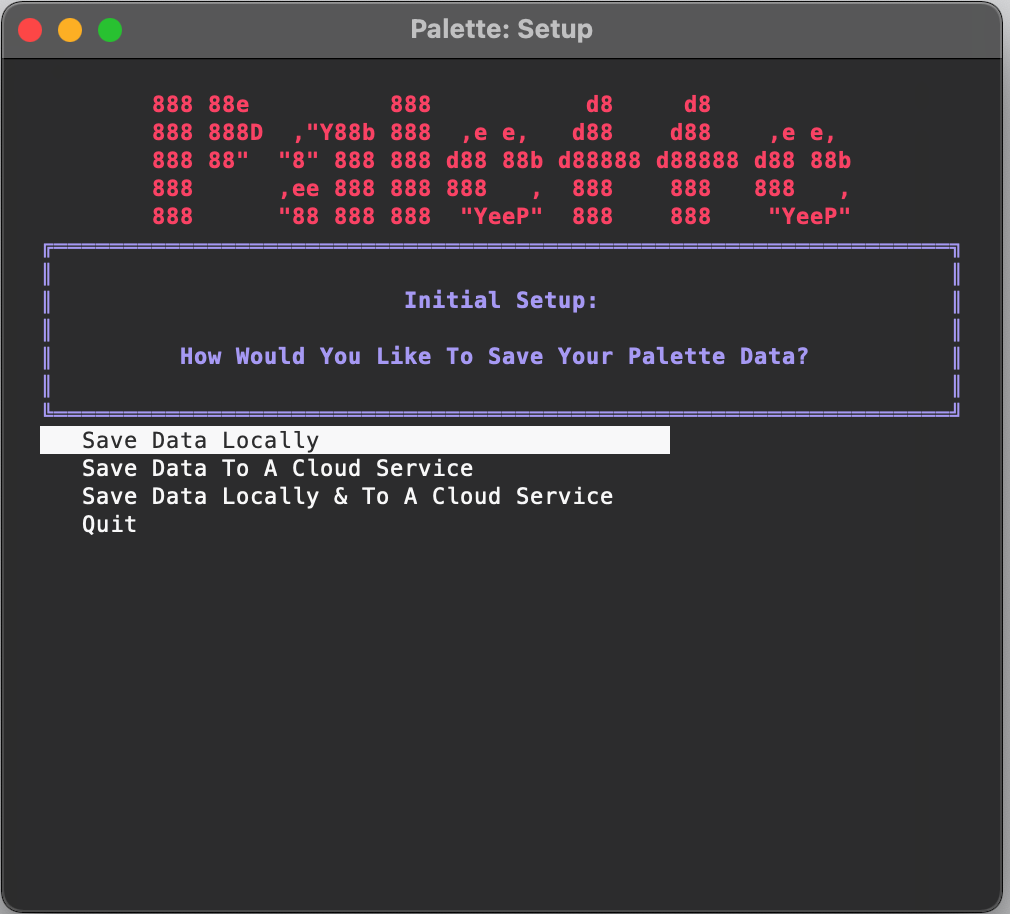 Palette: Setup
888 88e          888           d8     d8
888 888D  ,"Y88b 888  ,e e,   d88    d88    ,e e,
888 88"  "8" 888 888 d88 88b d88888 d88888 d88 88b
888      ,ee 888 888 888   ,  888    888   888   ,
888      "88 888 888  "YeeP"  888    888    "YeeP"
Initial Setup:
How Would You Like To Save Your Palette Data?
Save Data Locally
Save Data To A Cloud Service
Save Data Locally & To A Cloud Service
Quit